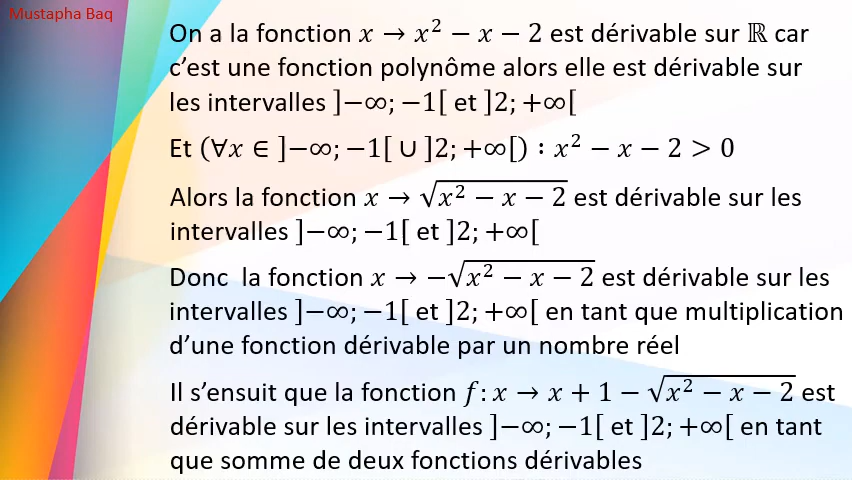 Mustapha Baq
On a la fonction x → x² − x − 2 est dérivable sur ℝ car
c’est une fonction polynôme alors elle est dérivable sur
les intervalles ]−∞; −1[ et ]2; +∞[
Et (∀x ∈ ]−∞; −1[ ∪ ]2; +∞[) : x² − x − 2 > 0
Alors la fonction x → √(x² − x − 2) est dérivable sur les
intervalles ]−∞; −1[ et ]2; +∞[
Donc la fonction x → −√(x² − x − 2) est dérivable sur les
intervalles ]−∞; −1[ et ]2; +∞[ en tant que multiplication
d’une fonction dérivable par un nombre réel
Il s’ensuit que la fonction f: x → x + 1 − √(x² − x − 2) est
dérivable sur les intervalles ]−∞; −1[ et ]2; +∞[ en tant
que somme de deux fonctions dérivables